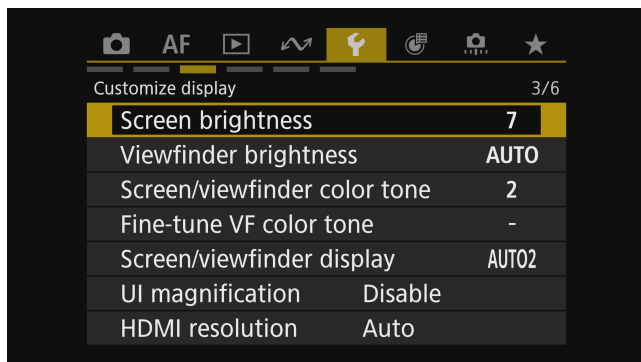 AF
Customize display 3/6
Screen brightness 7
Viewfinder brightness AUTO
Screen/viewfinder color tone 2
Fine-tune VF color tone -
Screen/viewfinder display AUTO2
UI magnification Disable
HDMI resolution Auto